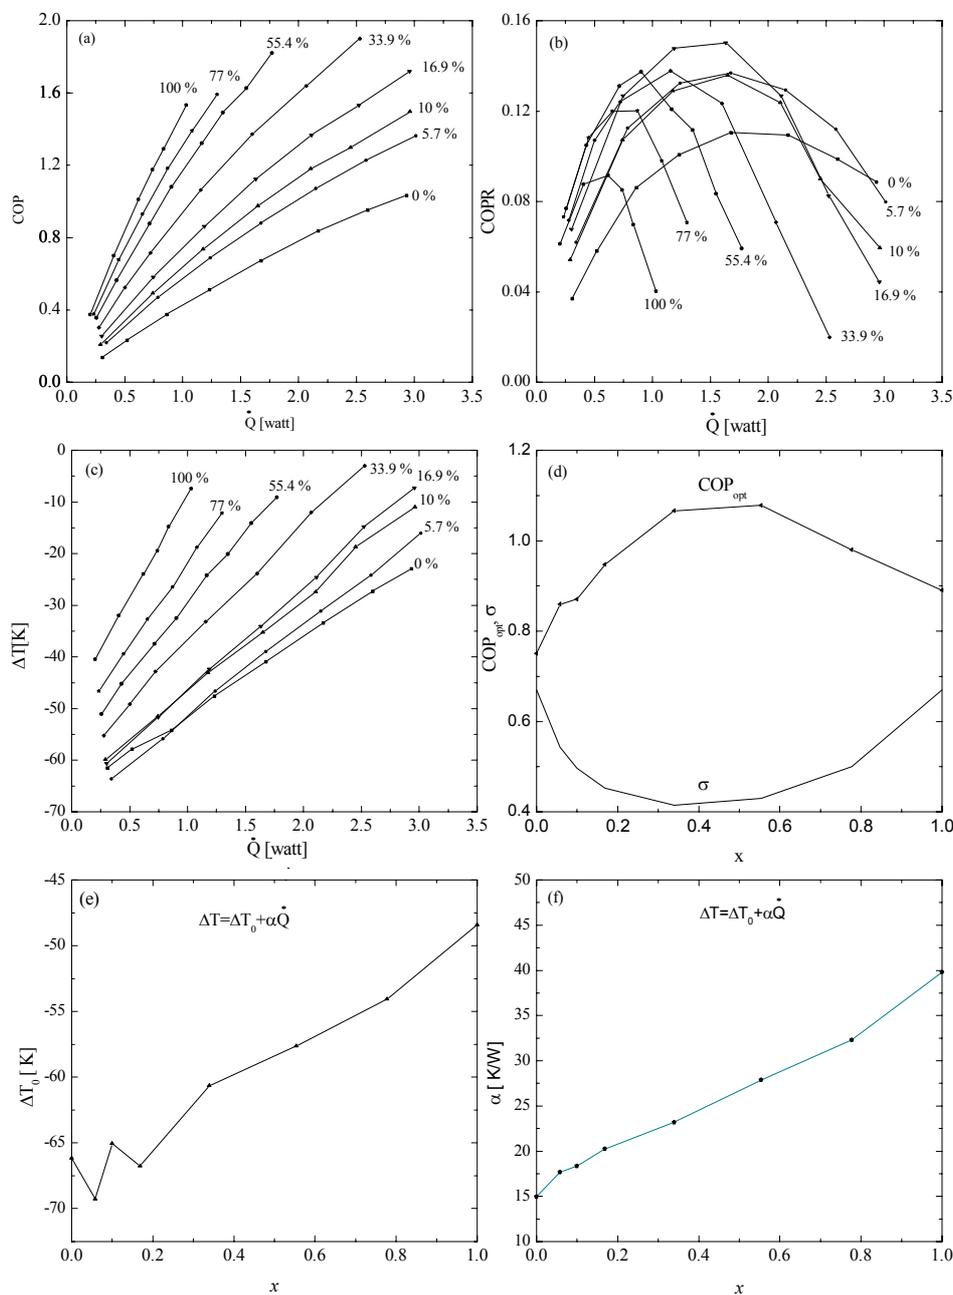 (a)
2.0
1.6
1.2
0.8
0.4
0.0
COP
100 %
77 %
55.4 %
33.9 %
16.9 %
10 %
5.7 %
0 %
0.0 0.5 1.0 1.5 2.0 2.5 3.0 3.5
Q̇ [watt]
(b)
0.16
0.12
0.08
0.04
0.00
COPR
0 %
5.7 %
10 %
16.9 %
33.9 %
77 %
55.4 %
100 %
0.0 0.5 1.0 1.5 2.0 2.5 3.0 3.5
Q̇ [watt]
(c)
0
-10
-20
-30
-40
-50
-60
-70
ΔT[K]
100 %
77 %
55.4 %
33.9 %
16.9 %
10 %
5.7 %
0 %
0.0 0.5 1.0 1.5 2.0 2.5 3.0 3.5
Q̇ [watt]
(d)
1.2
1.0
0.8
0.6
0.4
COPopt, σ
COPopt
σ
0.0 0.2 0.4 0.6 0.8 1.0
x
(e)
-45
-50
-55
-60
-65
-70
ΔT0 [ K]
ΔT=ΔT0+αQ̇
0.0 0.2 0.4 0.6 0.8 1.0
x
(f)
50
45
40
35
30
25
20
15
10
α [ K/W]
ΔT=ΔT0+αQ̇
0.0 0.2 0.4 0.6 0.8 1.0
x